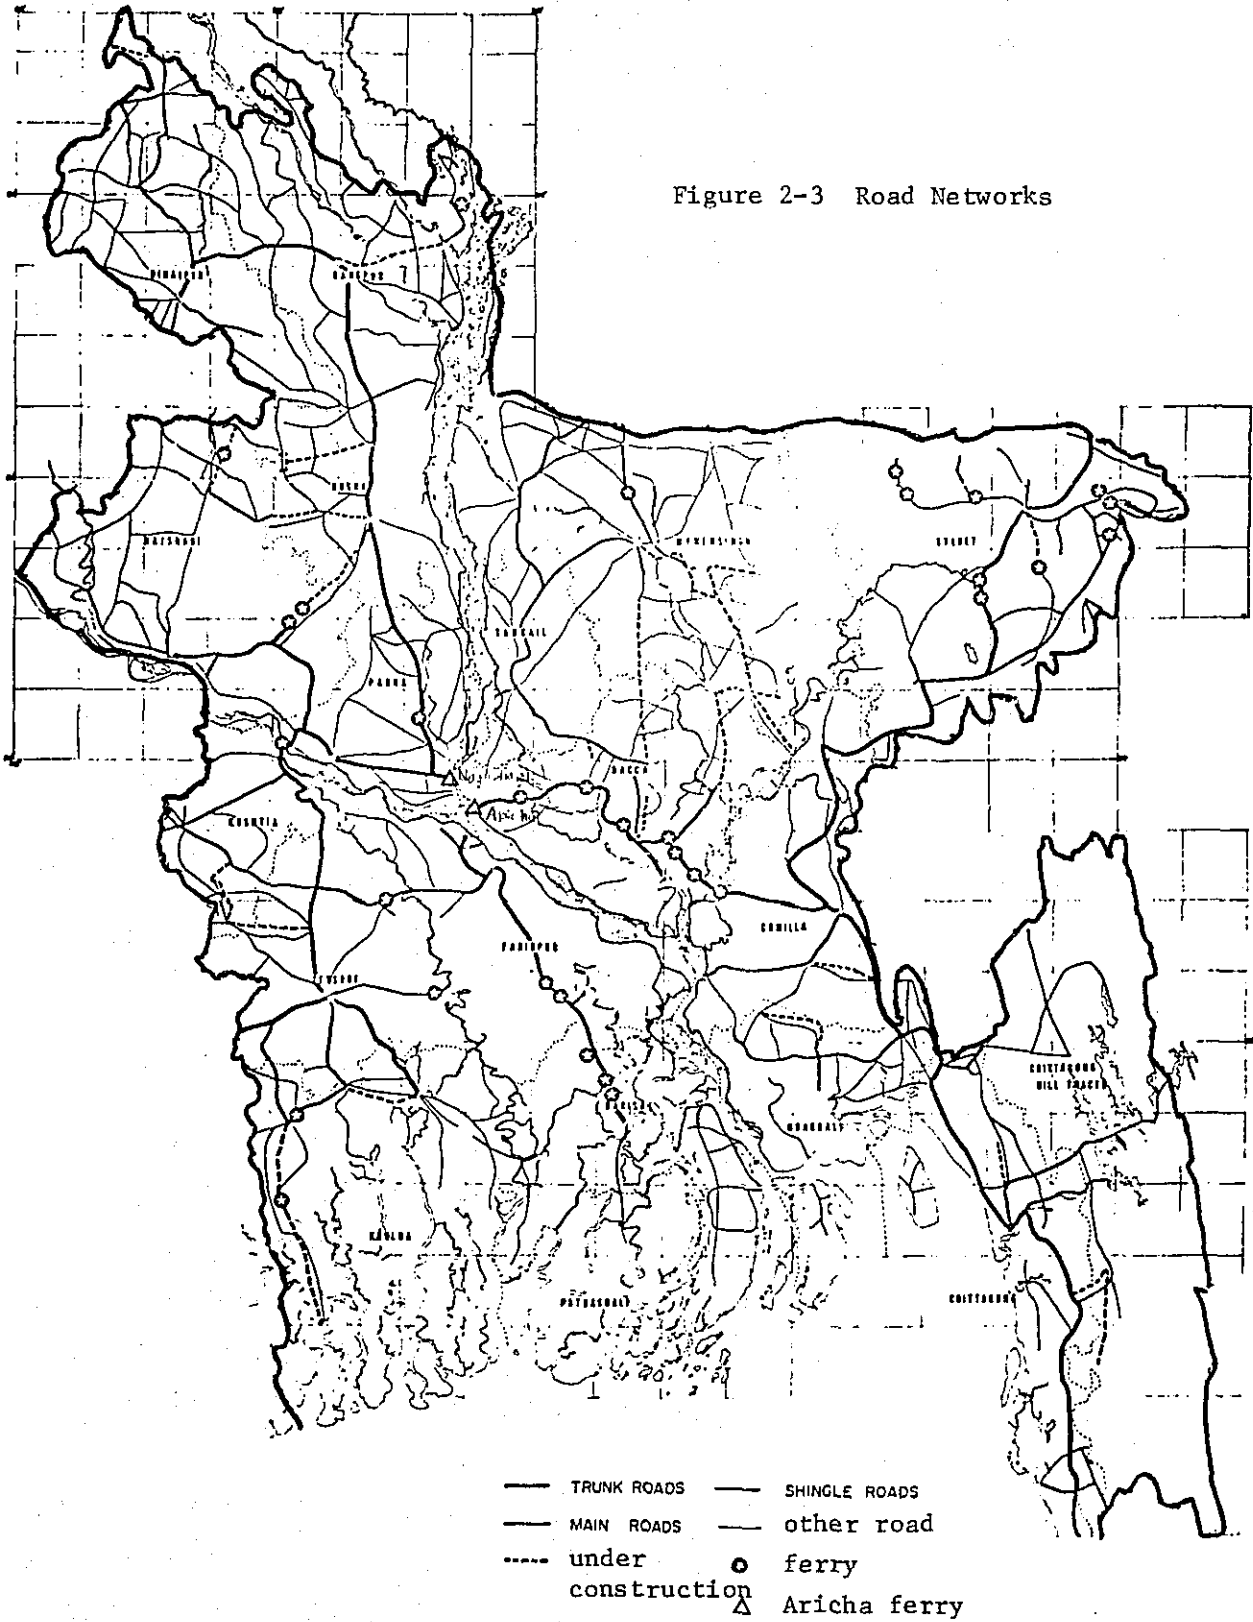 Figure 2-3 Road Networks
DINAJPUR
RANGPUR
BOGRA
RAJSHAHI
MYMENSINGH
SYLHET
TANGAIL
PABNA
DACCA
Aricha
KUSHTIA
COMILLA
FARIDPUR
JESSORE
CHITTAGONG
HILL TRACTS
BARISAL
NOAKHALI
KHULNA
PATUAKHALI
CHITTAGONG
TRUNK ROADS SHINGLE ROADS
MAIN ROADS other road
under ferry
construction
Aricha ferry